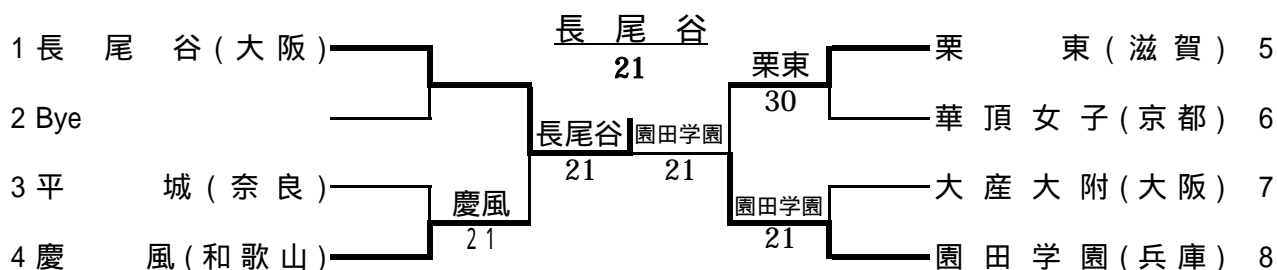 長 尾 谷
21
1 長 尾 谷 ( 大 阪 )
2 Bye
3 平 城 ( 奈 良 )
4 慶 風 ( 和 歌 山 )
慶風
2 1
長尾谷
21
園田学園
21
栗東
30
園田学園
21
栗 東 ( 滋 賀 ) 5
華 頂 女 子 ( 京 都 ) 6
大 産 大 附 ( 大 阪 ) 7
園 田 学 園 ( 兵 庫 ) 8